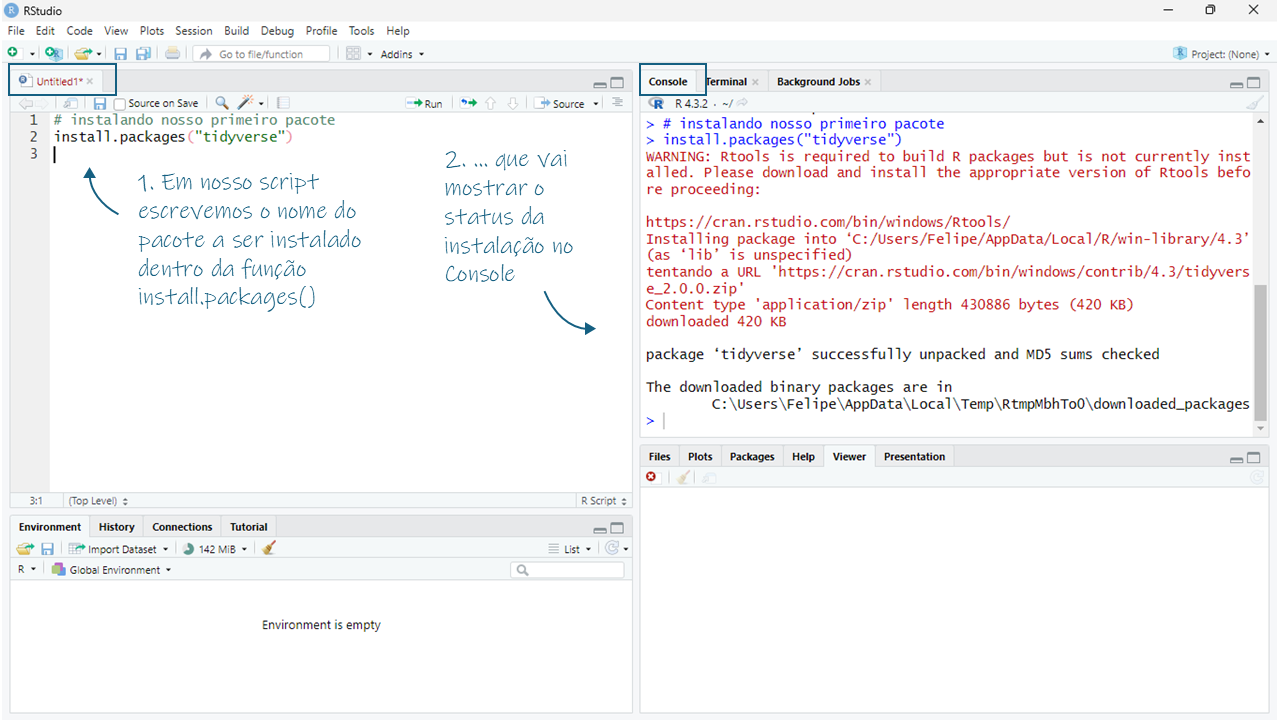 RStudio
File Edit Code View Plots Session Build Debug Profile Tools Help
Go to file/function Addins Project: (None)
Untitled1*
Source on Save Run Source
1 # instalando nosso primeiro pacote
2 install.packages("tidyverse")
3
1. Em nosso script
escrevemos o nome do
pacote a ser instalado
dentro da função
install.packages()
2. ... que vai
mostrar o
status da
instalação no
Console
3:1 (Top Level) R Script
Console Terminal Background Jobs
R 4.3.2 · ~/
> # instalando nosso primeiro pacote
> install.packages("tidyverse")
WARNING: Rtools is required to build R packages but is not currently inst
alled. Please download and install the appropriate version of Rtools befo
re proceeding:
https://cran.rstudio.com/bin/windows/Rtools/
Installing package into ‘C:/Users/Felipe/AppData/Local/R/win-library/4.3’
(as ‘lib’ is unspecified)
tentando a URL 'https://cran.rstudio.com/bin/windows/contrib/4.3/tidyvers
e_2.0.0.zip'
Content type 'application/zip' length 430886 bytes (420 KB)
downloaded 420 KB
package ‘tidyverse’ successfully unpacked and MD5 sums checked
The downloaded binary packages are in
C:\Users\Felipe\AppData\Local\Temp\RtmpMbhTo0\downloaded_packages
>
Environment History Connections Tutorial
Import Dataset 142 MiB List
R Global Environment
Environment is empty
Files Plots Packages Help Viewer Presentation